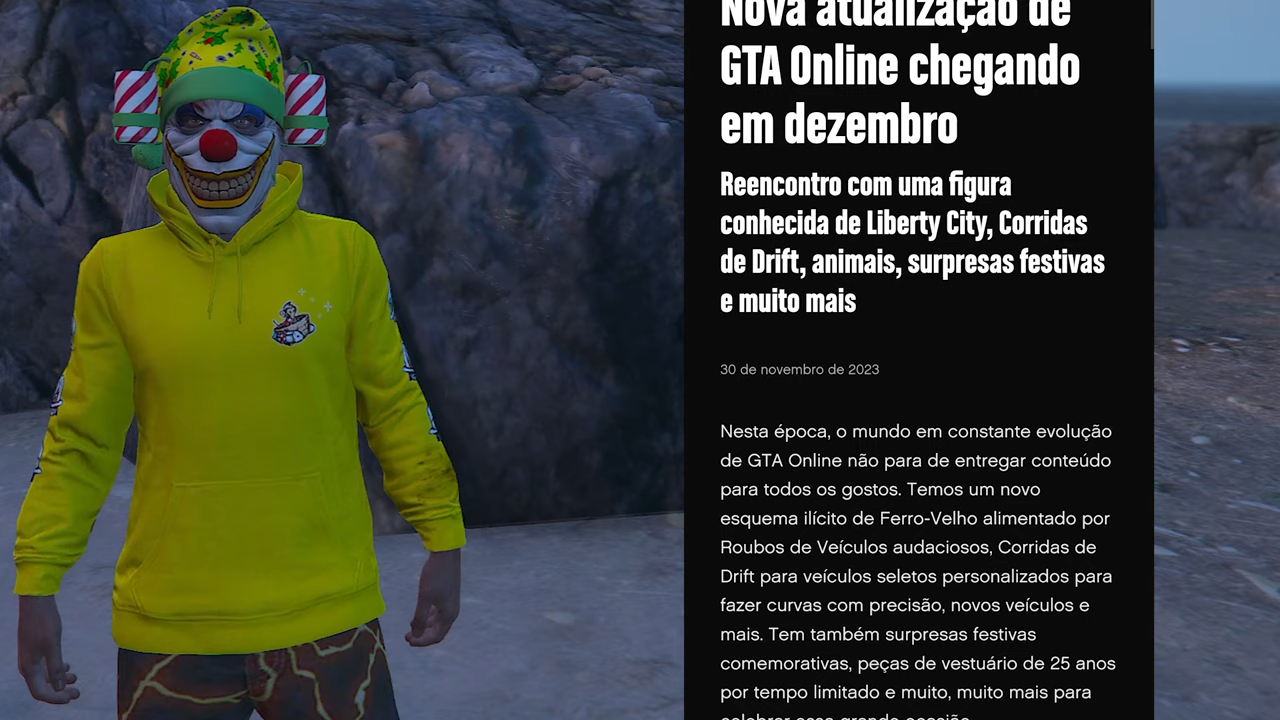 Nova atualização de
GTA Online chegando
em dezembro
Reencontro com uma figura
conhecida de Liberty City, Corridas
de Drift, animais, surpresas festivas
e muito mais
30 de novembro de 2023
Nesta época, o mundo em constante evolução
de GTA Online não para de entregar conteúdo
para todos os gostos. Temos um novo
esquema ilícito de Ferro-Velho alimentado por
Roubos de Veículos audaciosos, Corridas de
Drift para veículos seletos personalizados para
fazer curvas com precisão, novos veículos e
mais. Tem também surpresas festivas
comemorativas, peças de vestuário de 25 anos
por tempo limitado e muito, muito mais para